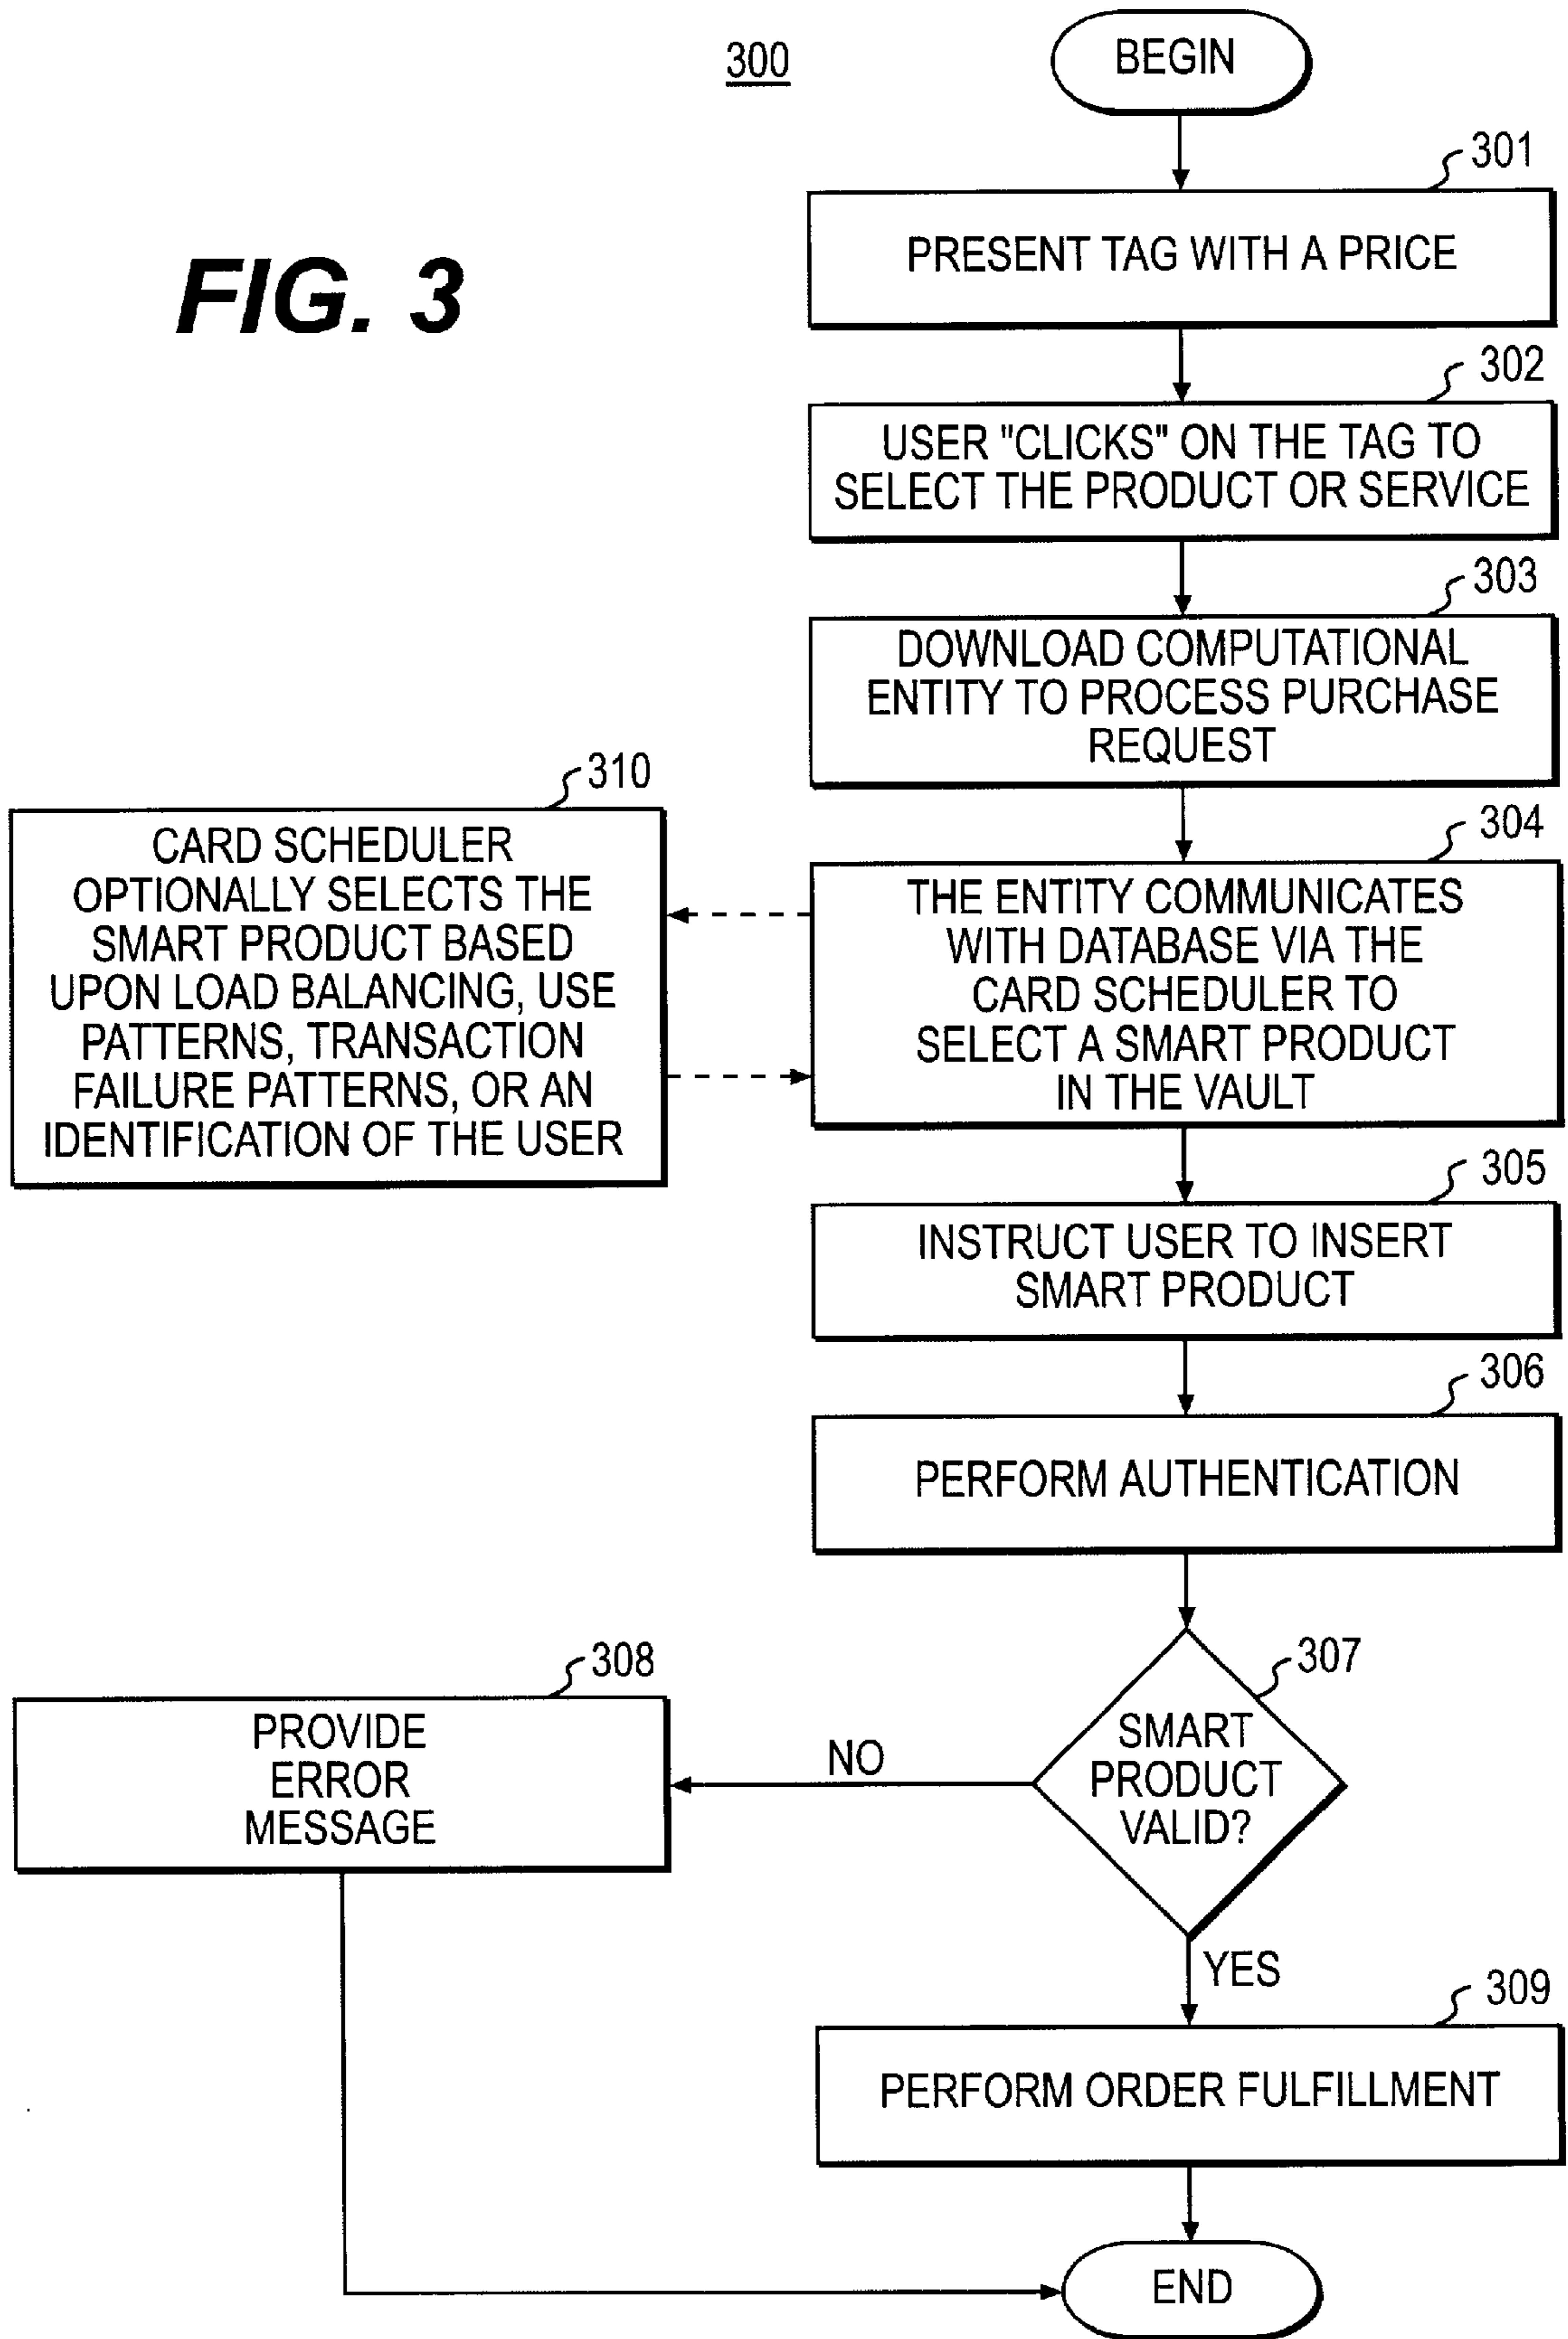 300
BEGIN
FIG. 3
301
PRESENT TAG WITH A PRICE
302
USER "CLICKS" ON THE TAG TO
SELECT THE PRODUCT OR SERVICE
303
DOWNLOAD COMPUTATIONAL
ENTITY TO PROCESS PURCHASE
REQUEST
310
CARD SCHEDULER
OPTIONALLY SELECTS THE
SMART PRODUCT BASED
UPON LOAD BALANCING, USE
PATTERNS, TRANSACTION
FAILURE PATTERNS, OR AN
IDENTIFICATION OF THE USER
304
THE ENTITY COMMUNICATES
WITH DATABASE VIA THE
CARD SCHEDULER TO
SELECT A SMART PRODUCT
IN THE VAULT
305
INSTRUCT USER TO INSERT
SMART PRODUCT
306
PERFORM AUTHENTICATION
307
SMART
PRODUCT
VALID?
NO
308
PROVIDE
ERROR
MESSAGE
YES
309
PERFORM ORDER FULFILLMENT
END